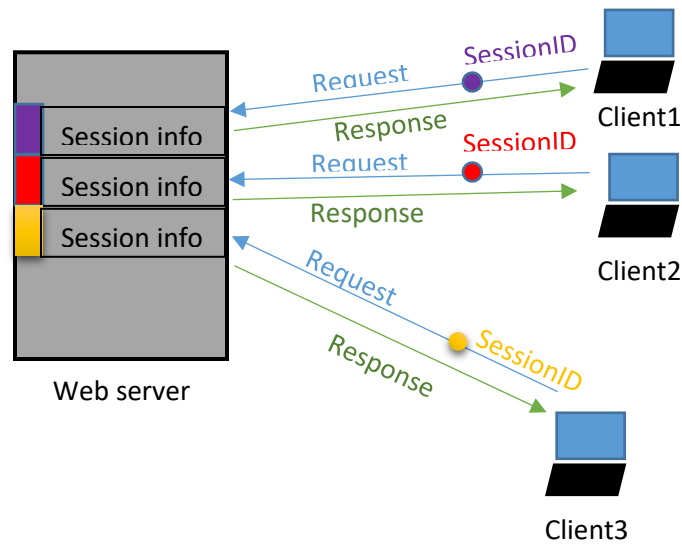 SessionID
Request
Client1
Session info
Response
SessionID
Request
Session info
Response
Client2
Session info
Request
SessionID
Response
Web server
Client3